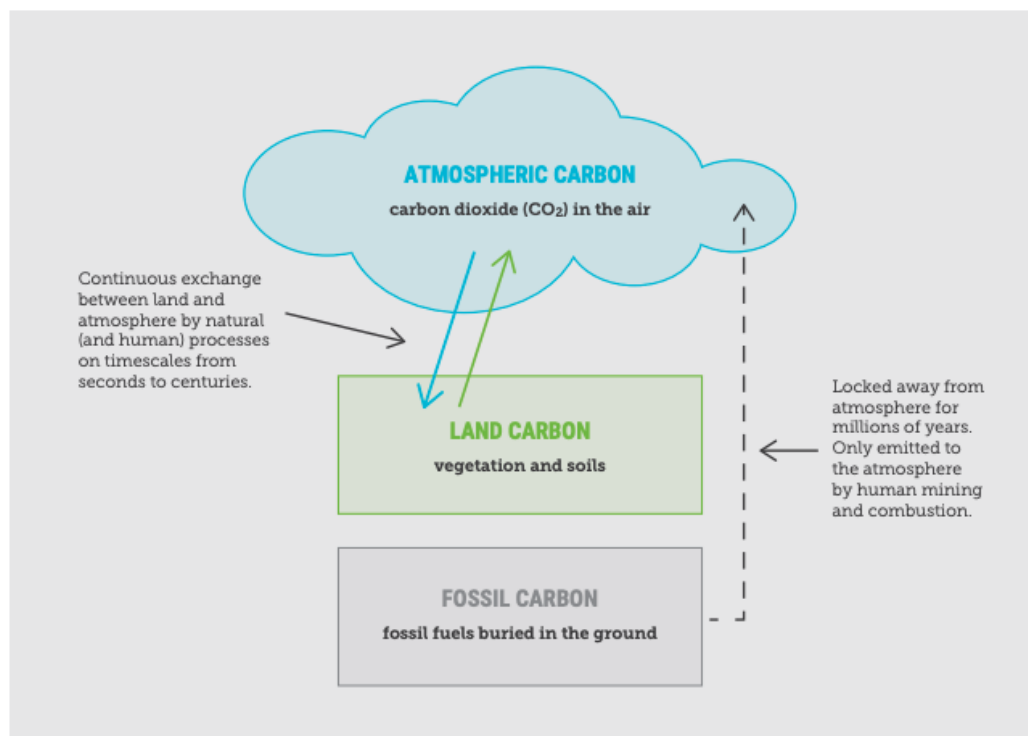 ATMOSPHERIC CARBON
carbon dioxide (CO₂) in the air
Continuous exchange
between land and
atmosphere by natural
(and human) processes
on timescales from
seconds to centuries.
LAND CARBON
vegetation and soils
Locked away from
atmosphere for
millions of years.
Only emitted to
the atmosphere
by human mining
and combustion.
FOSSIL CARBON
fossil fuels buried in the ground